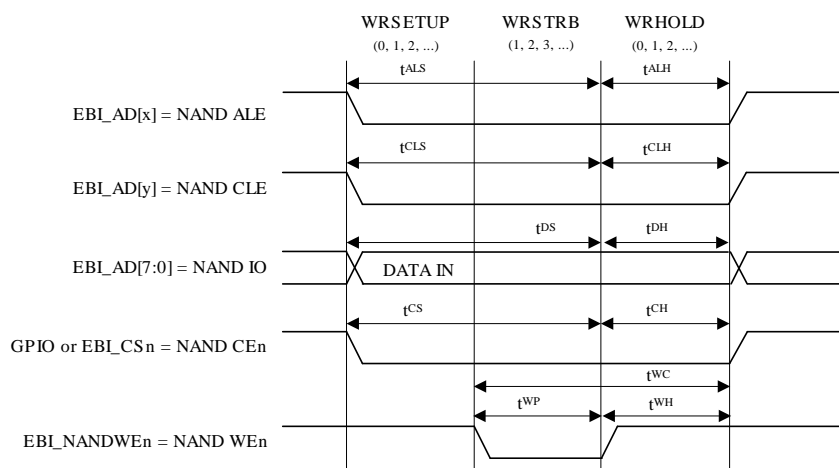 WRSETUP WRSTRB WRHOLD
(0, 1, 2, ...) (1, 2, 3, ...) (0, 1, 2, ...)
tALS tALH
EBI_AD[x] = NAND ALE
tCLS tCLH
EBI_AD[y] = NAND CLE
tDS tDH
EBI_AD[7:0] = NAND IO DATA IN
tCS tCH
GPIO or EBI_CSn = NAND CEn
tWC
tWP tWH
EBI_NANDWEn = NAND WEn